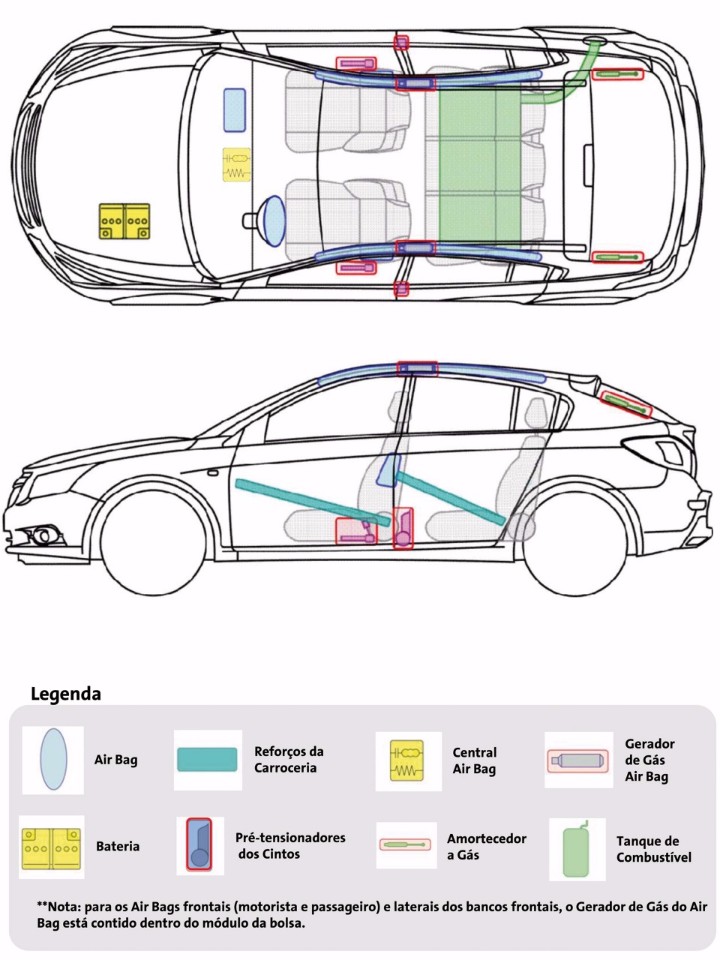 Legenda
Air Bag
Reforços da
Carroceria
Central
Air Bag
Gerador
de Gás
Air Bag
Bateria
Pré-tensionadores
dos Cintos
Amortecedor
a Gás
Tanque de
Combustível
**Nota: para os Air Bags frontais (motorista e passageiro) e laterais dos bancos frontais, o Gerador de Gás do Air
Bag está contido dentro do módulo da bolsa.